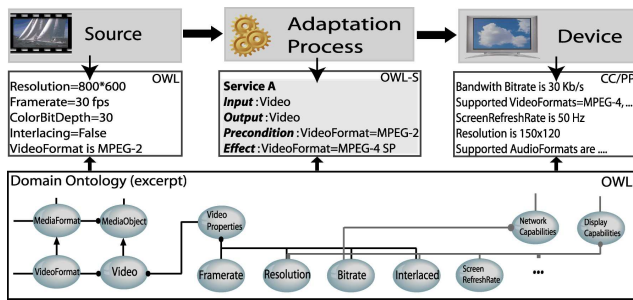 Source
Adaptation
Process
Device
OWL
Resolution=800*600
Framerate=30 fps
ColorBitDepth=30
Interlacing=False
VideoFormat is MPEG-2
OWL-S
Service A
Input :Video
Output :Video
Precondition :VideoFormat=MPEG-2
Effect :VideoFormat=MPEG-4 SP
CC/PP
Bandwith Bitrate is 30 Kb/s
Supported VideoFormats=MPEG-4, ...
ScreenRefreshRate is 50 Hz
Resolution is 150x120
Supported AudioFormats are ....
Domain Ontology (excerpt)
OWL
MediaFormat
MediaObject
Video
Properties
Network
Capabilities
Display
Capabilities
VideoFormat
Video
Framerate
Resolution
Bitrate
Interlaced
Screen
RefreshRate
...